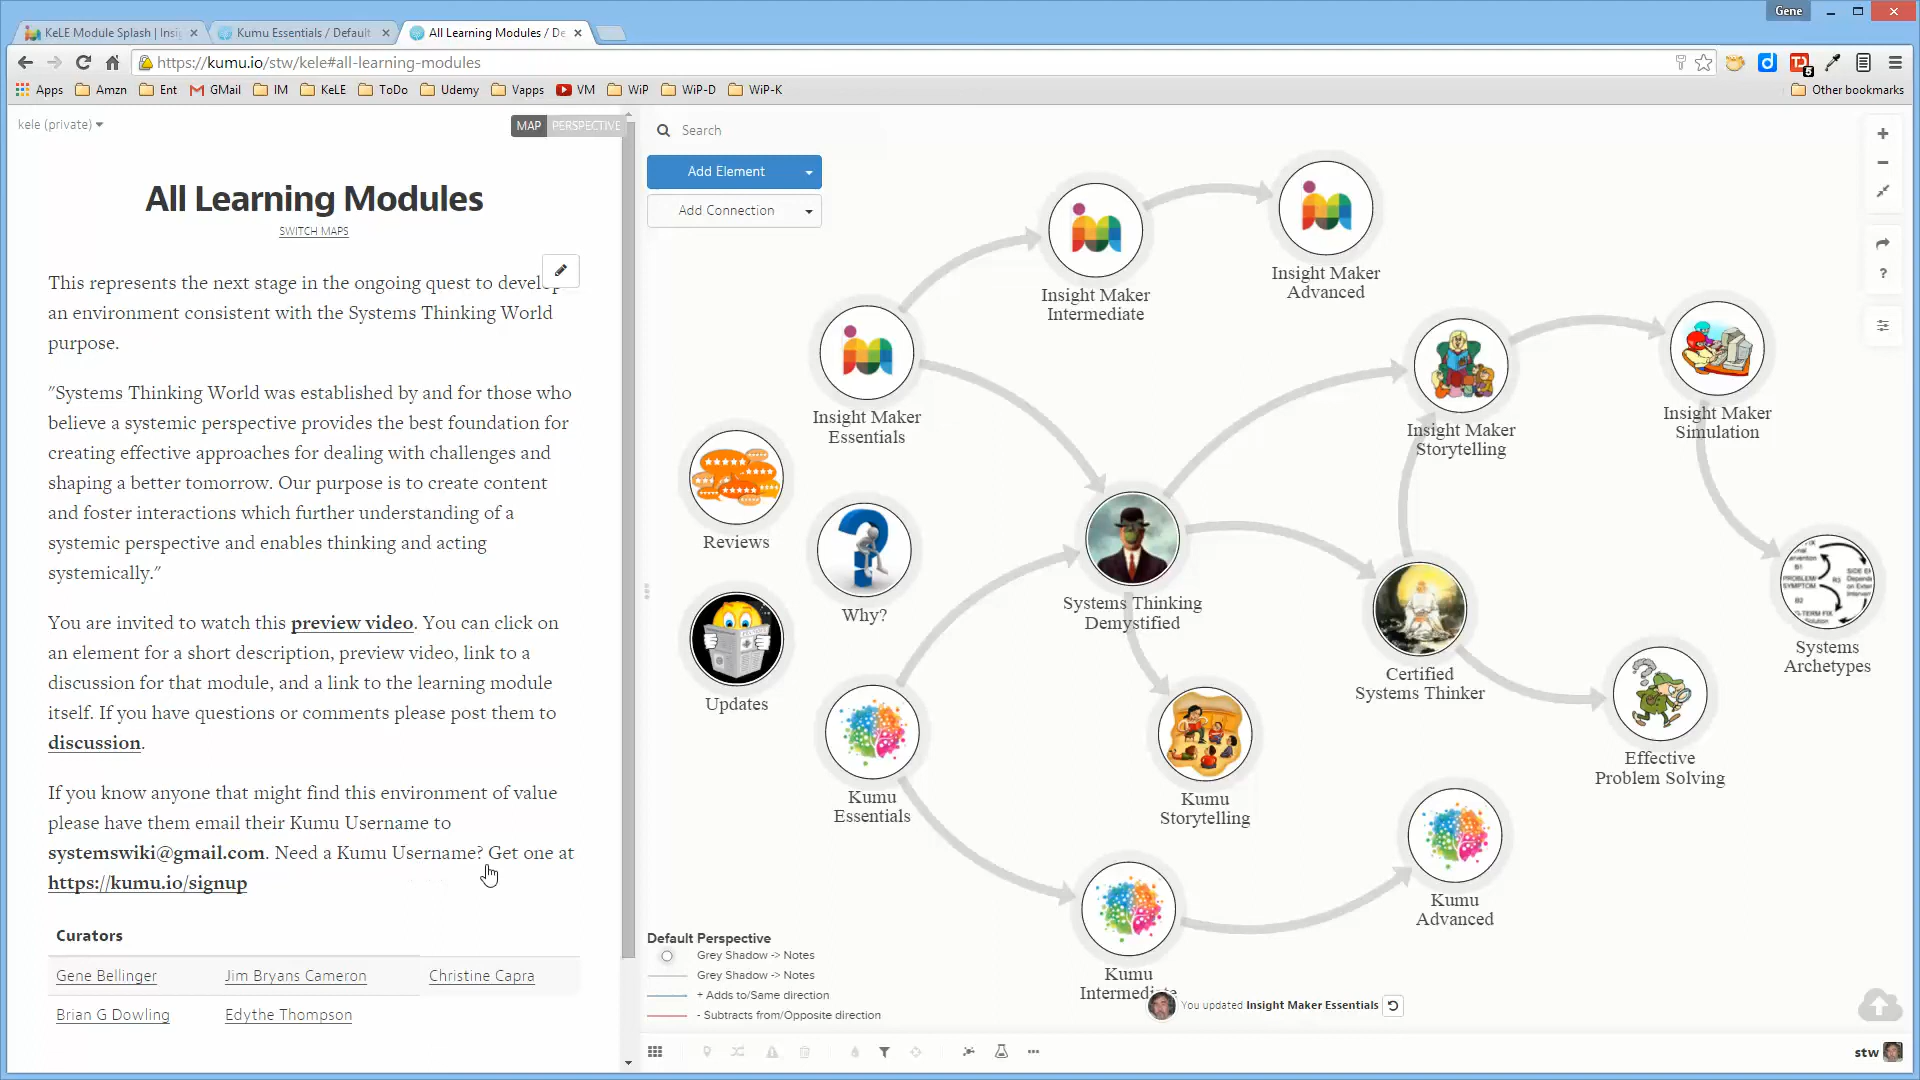 Gene
KeLE Module Splash | Insig
Kumu Essentials / Default
All Learning Modules / De
https://kumu.io/stw/kele#all-learning-modules
5
Apps
Amzn
Ent
GMail
IM
KeLE
ToDo
Udemy
Vapps
VM
WiP
WiP-D
WiP-K
Other bookmarks
kele (private)
MAP
PERSPECTIVE
All Learning Modules
SWITCH MAPS
This represents the next stage in the ongoing quest to develop
an environment consistent with the Systems Thinking World
purpose.
"Systems Thinking World was established by and for those who
believe a systemic perspective provides the best foundation for
creating effective approaches for dealing with challenges and
shaping a better tomorrow. Our purpose is to create content
and foster interactions which further understanding of a
systemic perspective and enables thinking and acting
systemically."
You are invited to watch this preview video. You can click on
an element for a short description, preview video, link to a
discussion for that module, and a link to the learning module
itself. If you have questions or comments please post them to
discussion.
If you know anyone that might find this environment of value
please have them email their Kumu Username to
systemswiki@gmail.com. Need a Kumu Username? Get one at
https://kumu.io/signup
Curators
Gene Bellinger
Jim Bryans Cameron
Christine Capra
Brian G Dowling
Edythe Thompson
Search
Add Element
Add Connection
Insight Maker
Advanced
Insight Maker
Intermediate
Insight Maker
Essentials
Insight Maker
Storytelling
Insight Maker
Simulation
Reviews
Why?
Systems Thinking
Demystified
Certified
Systems Thinker
Systems
Archetypes
Updates
Kumu
Essentials
Kumu
Storytelling
Effective
Problem Solving
Kumu
Advanced
Kumu
Intermediate
Default Perspective
Grey Shadow -> Notes
Grey Shadow -> Notes
+ Adds to/Same direction
- Subtracts from/Opposite direction
You updated Insight Maker Essentials
stw